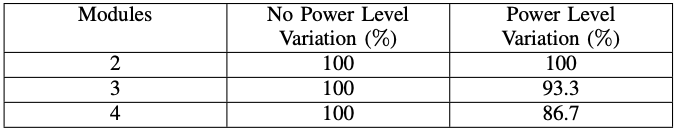 Modules No Power Level Power Level
Variation (%) Variation (%)
2 100 100
3 100 93.3
4 100 86.7